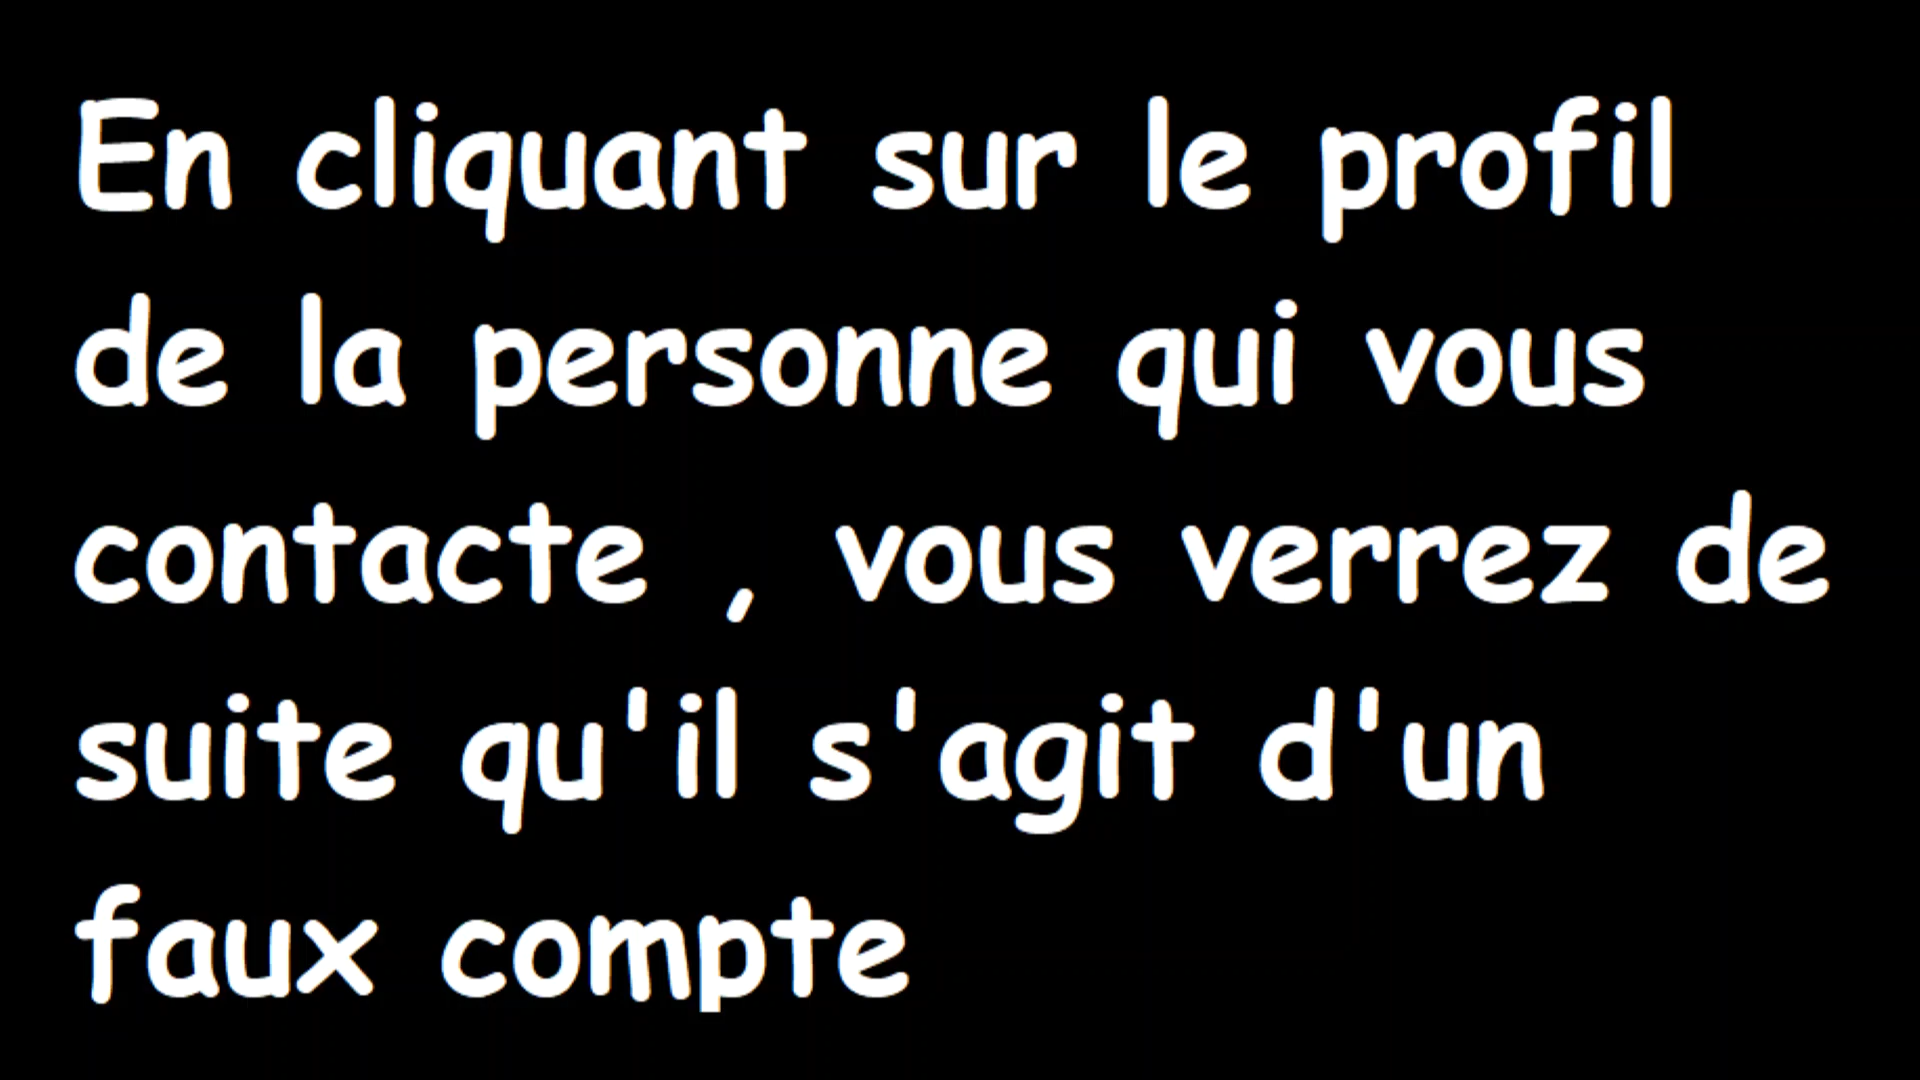 En cliquant sur le profil
de la personne qui vous
contacte , vous verrez de
suite qu'il s'agit d'un
faux compte